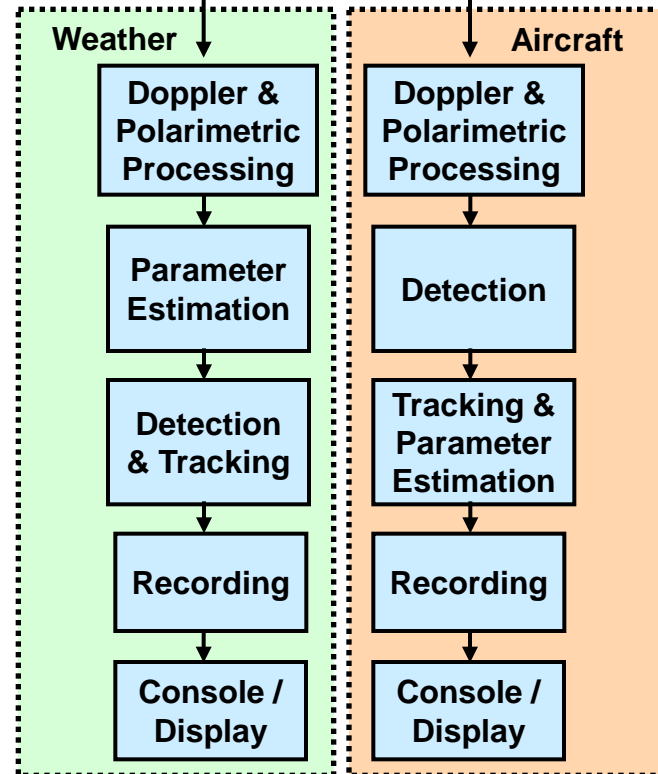 Weather
Doppler &
Polarimetric
Processing
Parameter
Estimation
Detection
& Tracking
Recording
Console /
Display
Aircraft
Doppler &
Polarimetric
Processing
Detection
Tracking &
Parameter
Estimation
Recording
Console /
Display